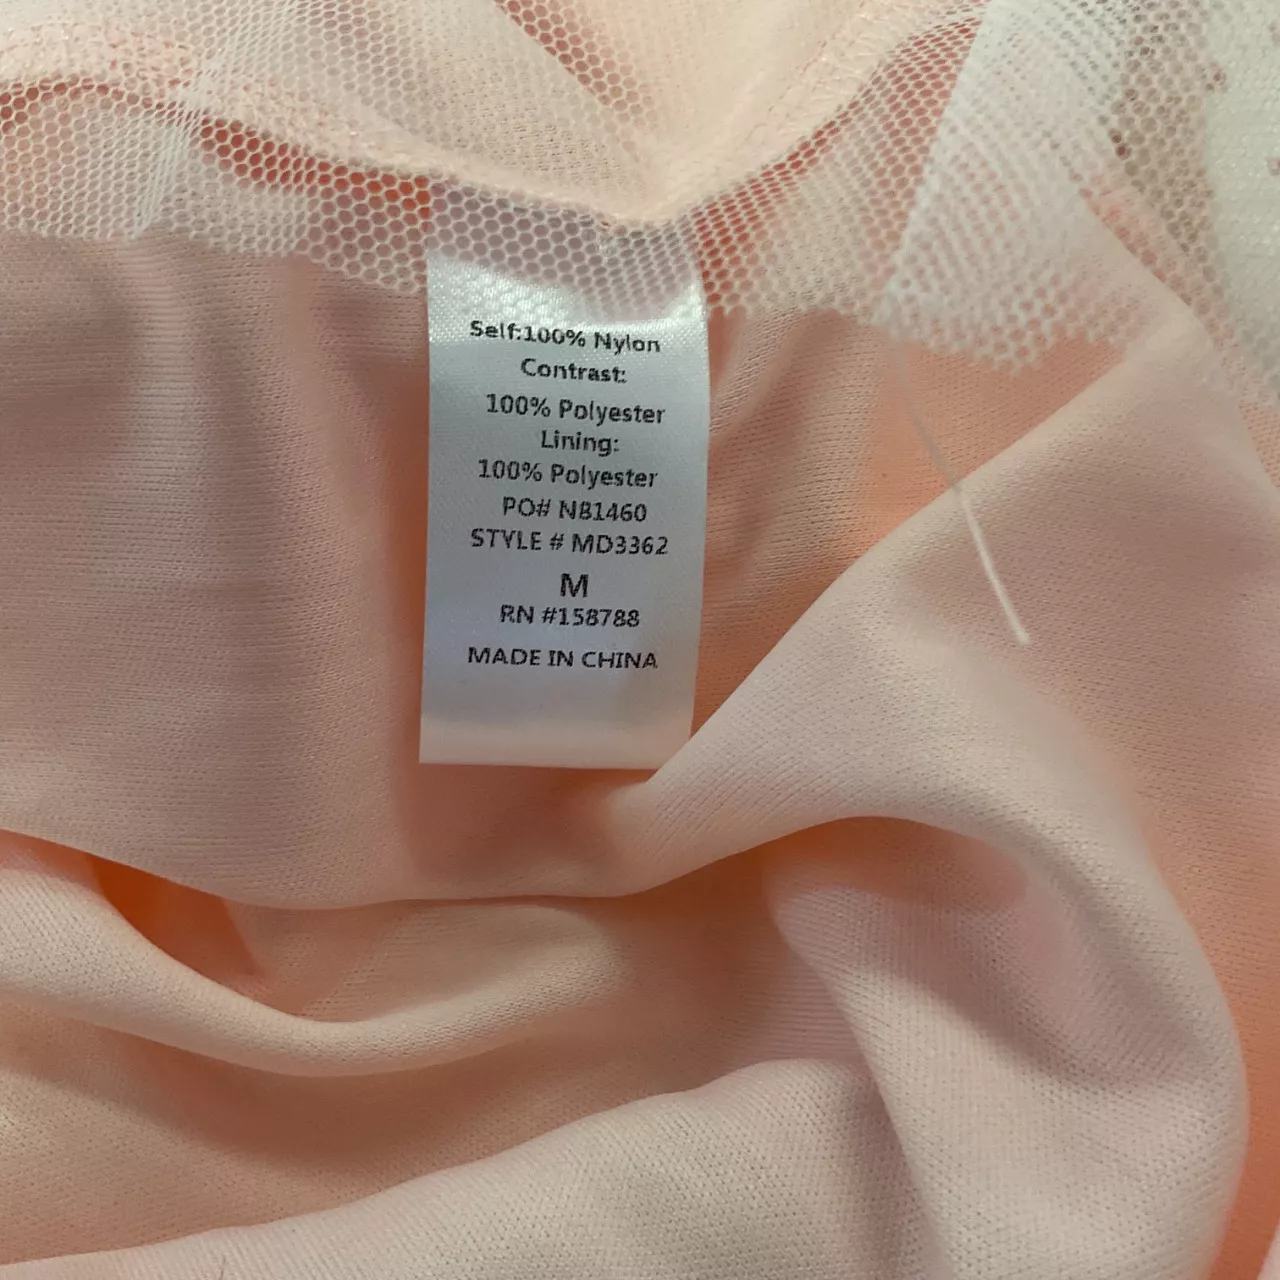 Self:100% Nylon
Contrast:
100% Polyester
Lining:
100% Polyester
PO# NB1460
STYLE # MD3362
M
RN #158788
MADE IN CHINA